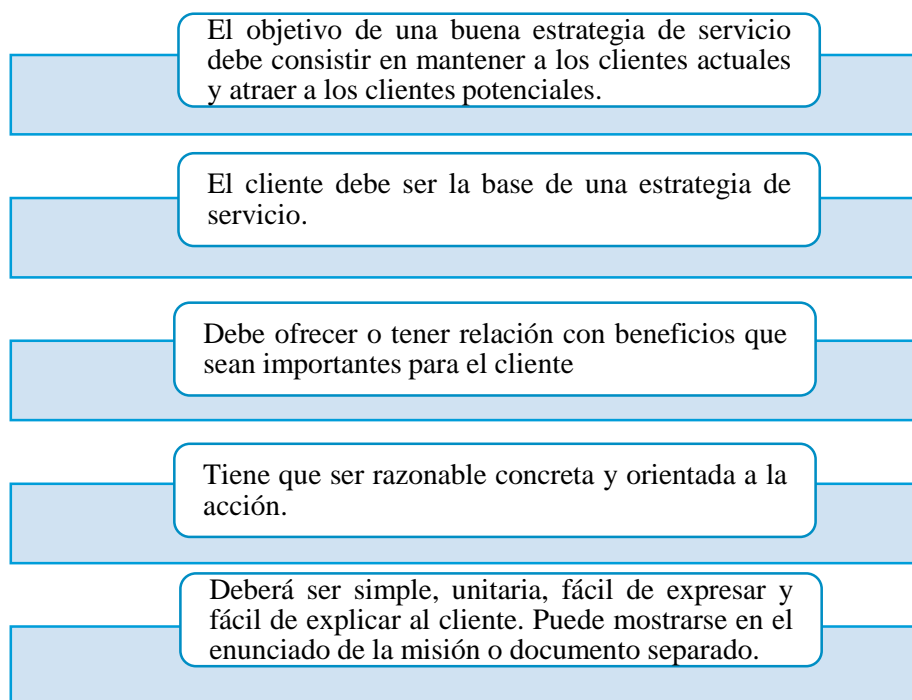 El objetivo de una buena estrategia de servicio
debe consistir en mantener a los clientes actuales
y atraer a los clientes potenciales.
El cliente debe ser la base de una estrategia de
servicio.
Debe ofrecer o tener relación con beneficios que
sean importantes para el cliente
Tiene que ser razonable concreta y orientada a la
acción.
Deberá ser simple, unitaria, fácil de expresar y
fácil de explicar al cliente. Puede mostrarse en el
enunciado de la misión o documento separado.